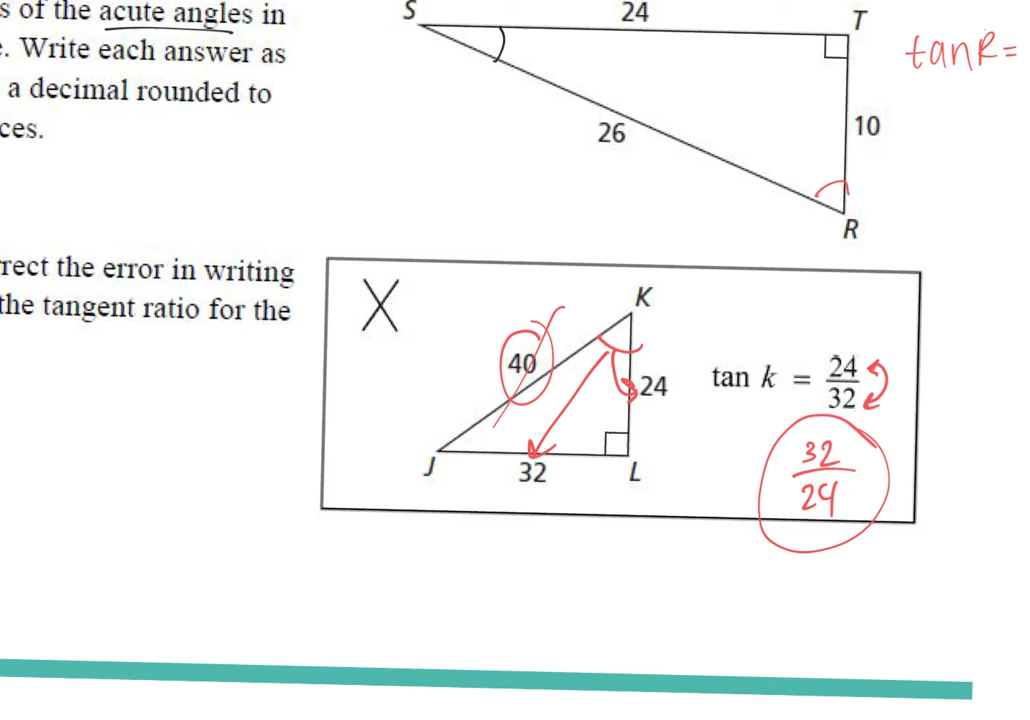 s of the acute angles in
. Write each answer as
a decimal rounded to
ces.
S
24
T
tanR=
26
10
R
rect the error in writing
the tangent ratio for the
X
K
40
24
tan k = 24/32
J
32
L
32/24